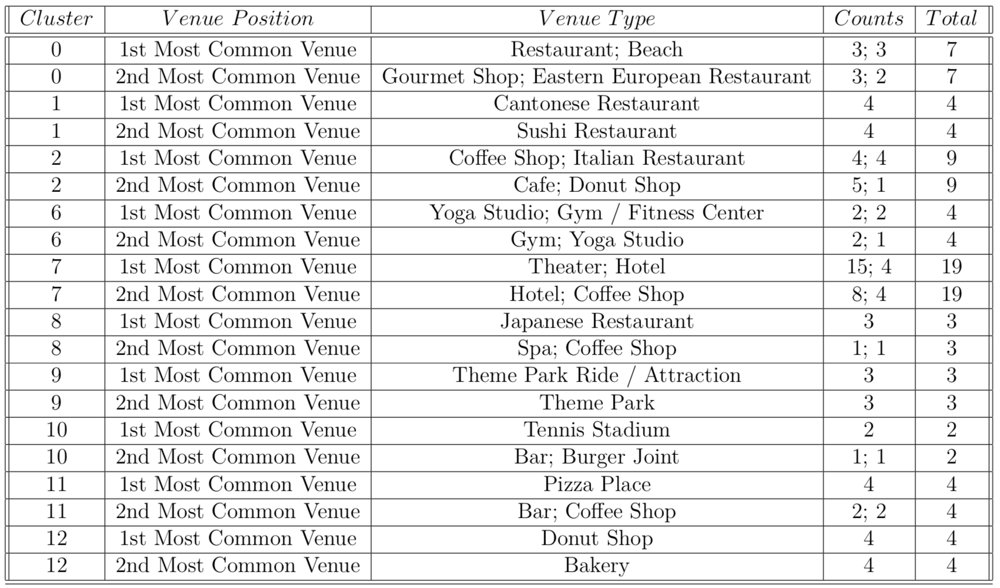 Cluster Venue Position Venue Type Counts Total
0 1st Most Common Venue Restaurant; Beach 3; 3 7
0 2nd Most Common Venue Gourmet Shop; Eastern European Restaurant 3; 2 7
1 1st Most Common Venue Cantonese Restaurant 4 4
1 2nd Most Common Venue Sushi Restaurant 4 4
2 1st Most Common Venue Coffee Shop; Italian Restaurant 4; 4 9
2 2nd Most Common Venue Cafe; Donut Shop 5; 1 9
6 1st Most Common Venue Yoga Studio; Gym / Fitness Center 2; 2 4
6 2nd Most Common Venue Gym; Yoga Studio 2; 1 4
7 1st Most Common Venue Theater; Hotel 15; 4 19
7 2nd Most Common Venue Hotel; Coffee Shop 8; 4 19
8 1st Most Common Venue Japanese Restaurant 3 3
8 2nd Most Common Venue Spa; Coffee Shop 1; 1 3
9 1st Most Common Venue Theme Park Ride / Attraction 3 3
9 2nd Most Common Venue Theme Park 3 3
10 1st Most Common Venue Tennis Stadium 2 2
10 2nd Most Common Venue Bar; Burger Joint 1; 1 2
11 1st Most Common Venue Pizza Place 4 4
11 2nd Most Common Venue Bar; Coffee Shop 2; 2 4
12 1st Most Common Venue Donut Shop 4 4
12 2nd Most Common Venue Bakery 4 4